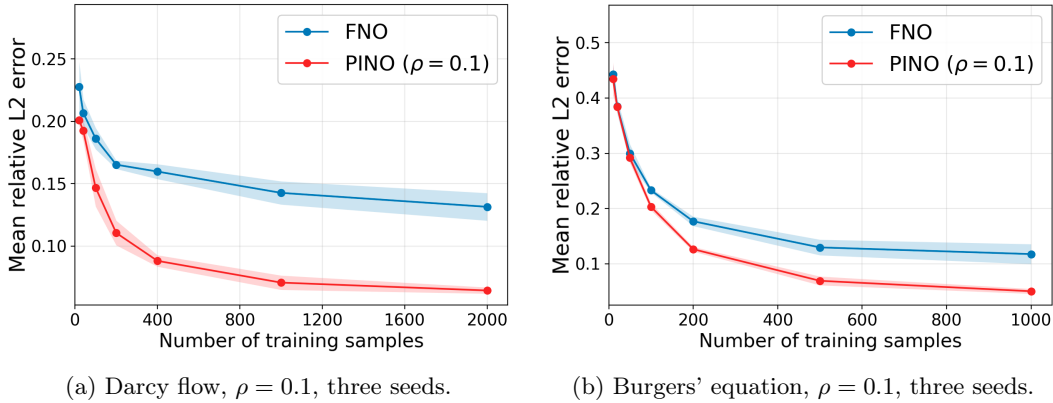 Mean relative L2 error
0.25
0.20
0.15
0.10
FNO
PINO (ρ = 0.1)
0 400 800 1200 1600 2000
Number of training samples
(a) Darcy flow, ρ = 0.1, three seeds.
Mean relative L2 error
0.5
0.4
0.3
0.2
0.1
FNO
PINO (ρ = 0.1)
0 200 400 600 800 1000
Number of training samples
(b) Burgers' equation, ρ = 0.1, three seeds.